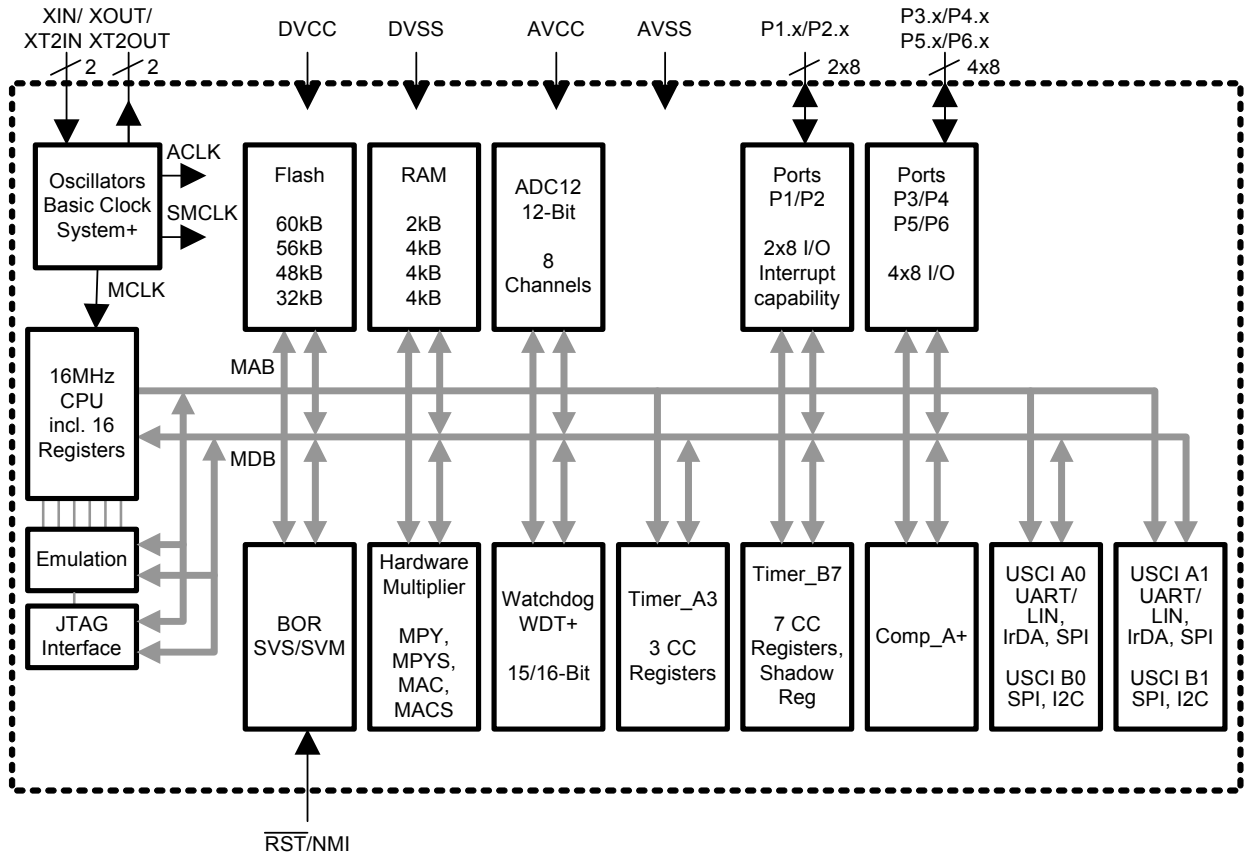 XIN/ XOUT/
XT2IN XT2OUT
2
2
DVCC
DVSS
AVCC
AVSS
P1.x/P2.x
2x8
P3.x/P4.x
P5.x/P6.x
4x8
Oscillators
Basic Clock
System+
ACLK
SMCLK
MCLK
Flash
60kB
56kB
48kB
32kB
RAM
2kB
4kB
4kB
4kB
ADC12
12-Bit
8
Channels
Ports
P1/P2
2x8 I/O
Interrupt
capability
Ports
P3/P4
P5/P6
4x8 I/O
16MHz
CPU
incl. 16
Registers
MAB
MDB
Emulation
JTAG
Interface
BOR
SVS/SVM
Hardware
Multiplier
MPY,
MPYS,
MAC,
MACS
Watchdog
WDT+
15/16-Bit
Timer_A3
3 CC
Registers
Timer_B7
7 CC
Registers,
Shadow
Reg
Comp_A+
USCI A0
UART/
LIN,
IrDA, SPI
USCI B0
SPI, I2C
USCI A1
UART/
LIN,
IrDA, SPI
USCI B1
SPI, I2C
RST/NMI